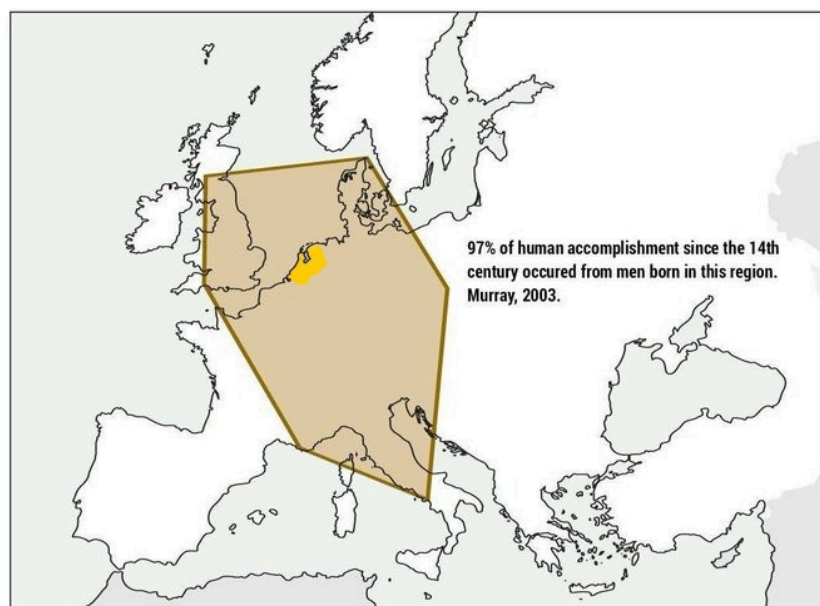 97% of human accomplishment since the 14th
century occured from men born in this region.
Murray, 2003.